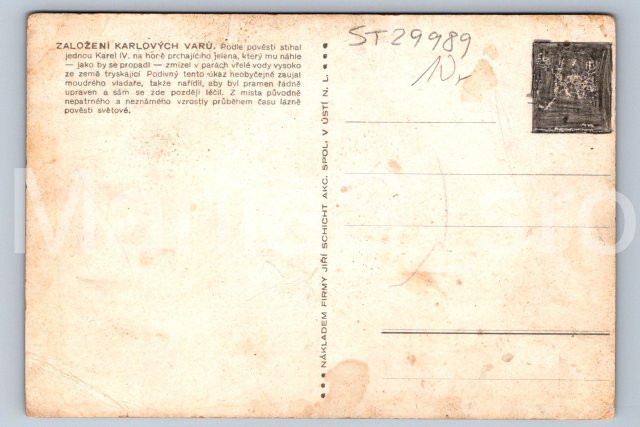 ZALOŽENÍ KARLOVÝCH VARŮ. Podle pověsti stíhal
jednou Karel IV. na hoře prchajícího jelena, který mu náhle
— jako by se propadl — zmizel v parách vřelé vody vysoko
ze země tryskající Podivný tento úkaz neobyčejně zaujal
moudrého vladaře, takže nařídil, aby byl pramen řádně
upraven a sám se zde později léčil. Z místa původně
nepatrného a neznámého vzrostly průběhem času lázně
pověsti světové.
NÁKLADEM FIRMY JIŘÍ SCHICHT AKC. SPOL. V ÚSTÍ N. L.
ST29989
10,-